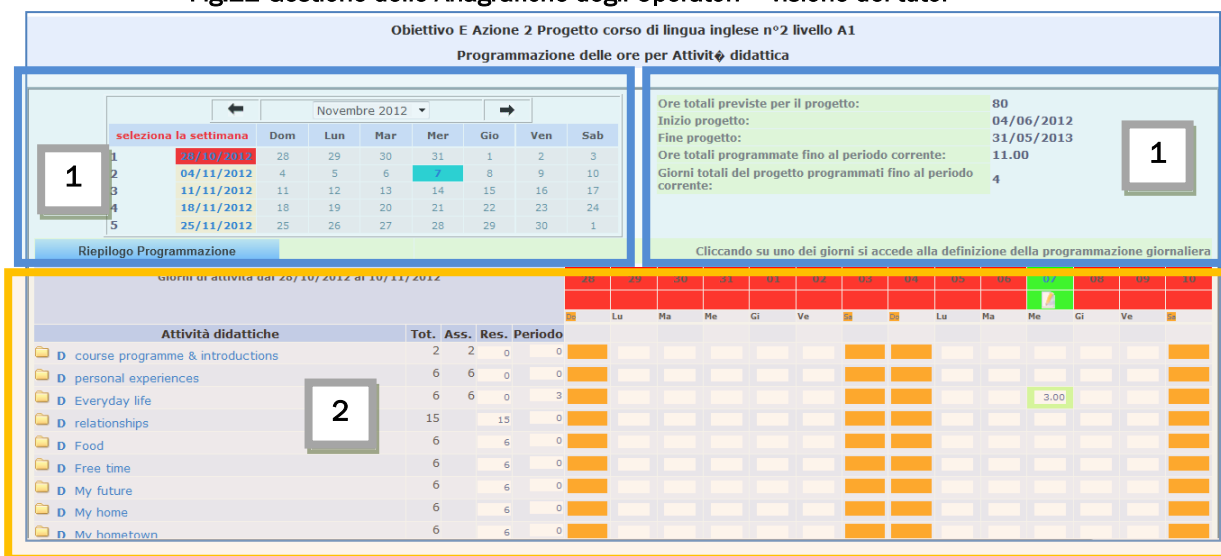 Obiettivo E Azione 2 Progetto corso di lingua inglese n°2 livello A1
Programmazione delle ore per Attivit� didattica
Novembre 2012
seleziona la settimana Dom Lun Mar Mer Gio Ven Sab
1 28/10/2012 28 29 30 31 1 2 3
2 04/11/2012 4 5 6 7 8 9 10
3 11/11/2012 11 12 13 14 15 16 17
4 18/11/2012 18 19 20 21 22 23 24
5 25/11/2012 25 26 27 28 29 30 1
1
Riepilogo Programmazione
Ore totali previste per il progetto: 80
Inizio progetto: 04/06/2012
Fine progetto: 31/05/2013
Ore totali programmate fino al periodo corrente: 11.00
Giorni totali del progetto programmati fino al periodo
corrente: 4
1
Cliccando su uno dei giorni si accede alla definizione della programmazione giornaliera
Giorni di attività dal 28/10/2012 al 10/11/2012 28 29 30 31 01 02 03 04 05 06 07 08 09 10
Do Lu Ma Me Gi Ve Sa Do Lu Ma Me Gi Ve Sa
Attività didattiche Tot. Ass. Res. Periodo
D course programme & introductions 2 2 0 0
D personal experiences 6 6 0 0
D Everyday life 6 6 0 3 3.00
D relationships 15 15 0
D Food 6 6 0
D Free time 6 6 0
D My future 6 6 0
D My home 6 6 0
D My hometown 6 6 0
2